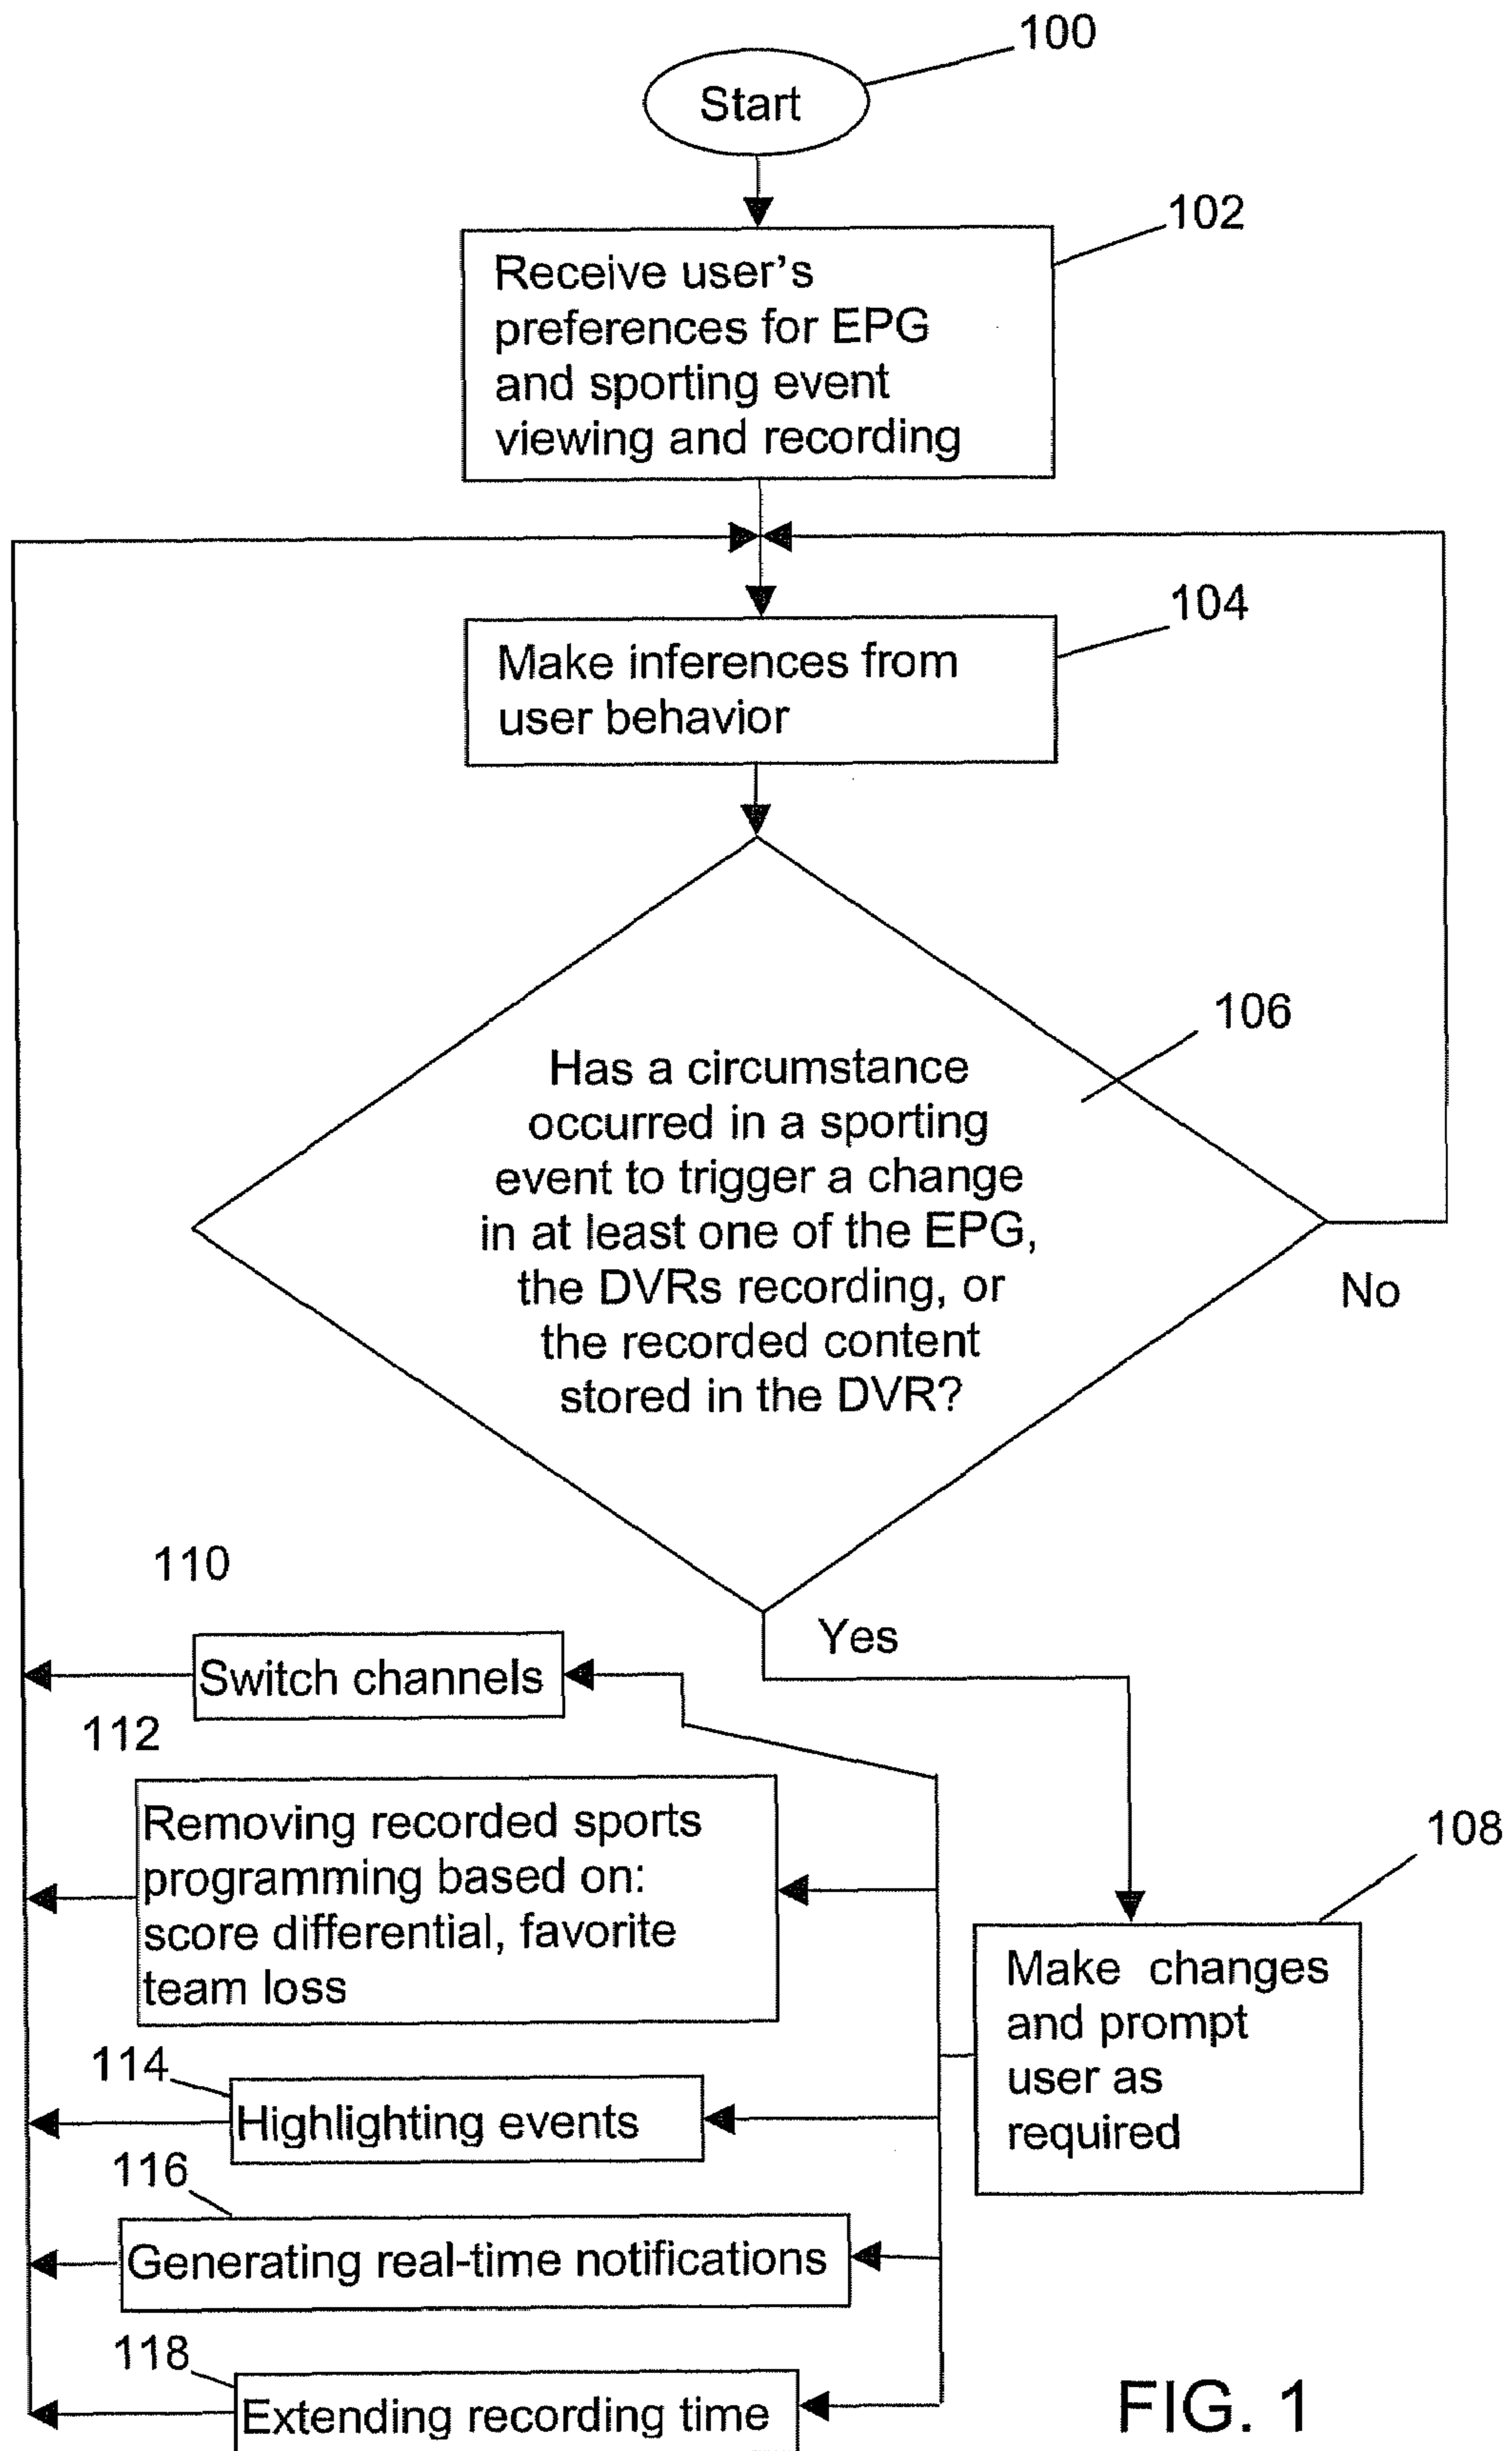 100
Start
102
Receive user's
preferences for EPG
and sporting event
viewing and recording
104
Make inferences from
user behavior
106
Has a circumstance
occurred in a sporting
event to trigger a change
in at least one of the EPG,
the DVRs recording, or
the recorded content
stored in the DVR?
No
Yes
110
Switch channels
112
Removing recorded sports
programming based on:
score differential, favorite
team loss
108
Make changes
and prompt
user as
required
114
Highlighting events
116
Generating real-time notifications
118
Extending recording time
FIG. 1